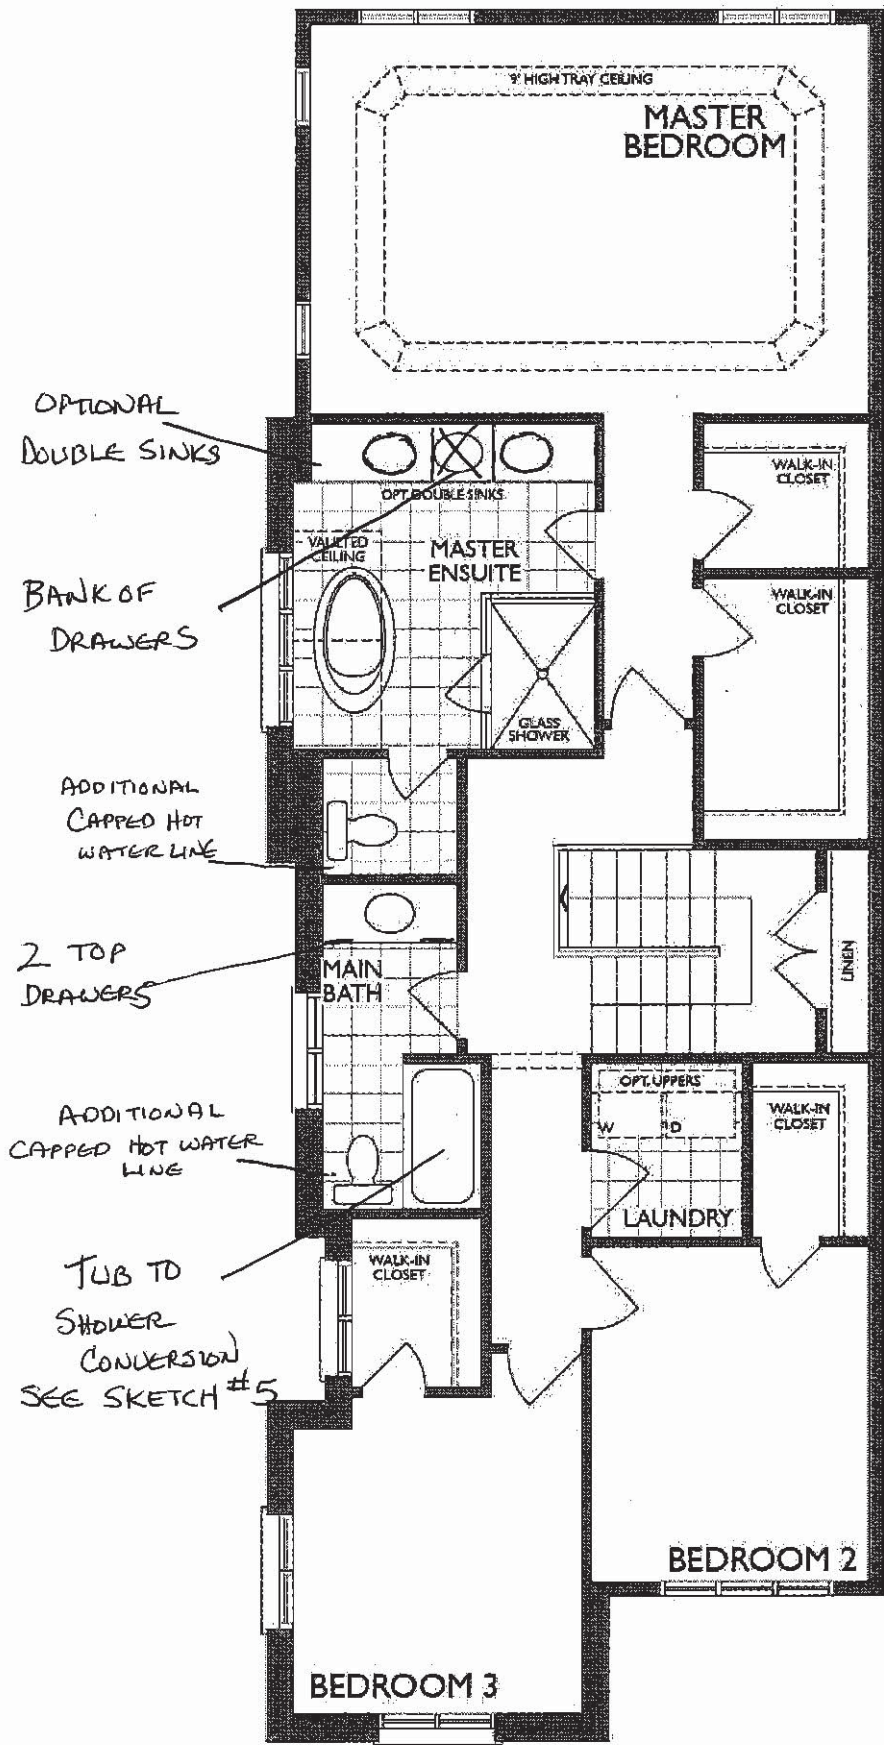 9' HIGH TRAY CEILING
MASTER
BEDROOM
OPTIONAL
DOUBLE SINKS
OPT. DOUBLE SINKS
WALK-IN
CLOSET
VAULTED
CEILING
MASTER
ENSUITE
BANK OF
DRAWERS
WALK-IN
CLOSET
GLASS
SHOWER
ADDITIONAL
CAPPED HOT
WATER LINE
2 TOP
DRAWERS
MAIN
BATH
LINEN
OPT. UPPERS
W D
WALK-IN
CLOSET
ADDITIONAL
CAPPED HOT WATER
LINE
LAUNDRY
TUB TO
SHOWER
CONVERSION
SEE SKETCH #5
WALK-IN
CLOSET
BEDROOM 2
BEDROOM 3